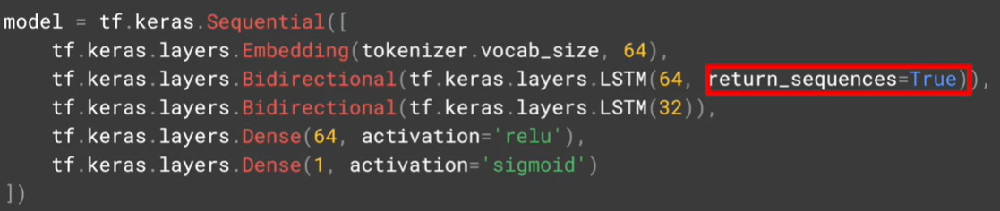 model = tf.keras.Sequential([
    tf.keras.layers.Embedding(tokenizer.vocab_size, 64),
    tf.keras.layers.Bidirectional(tf.keras.layers.LSTM(64, return_sequences=True)),
    tf.keras.layers.Bidirectional(tf.keras.layers.LSTM(32)),
    tf.keras.layers.Dense(64, activation='relu'),
    tf.keras.layers.Dense(1, activation='sigmoid')
])